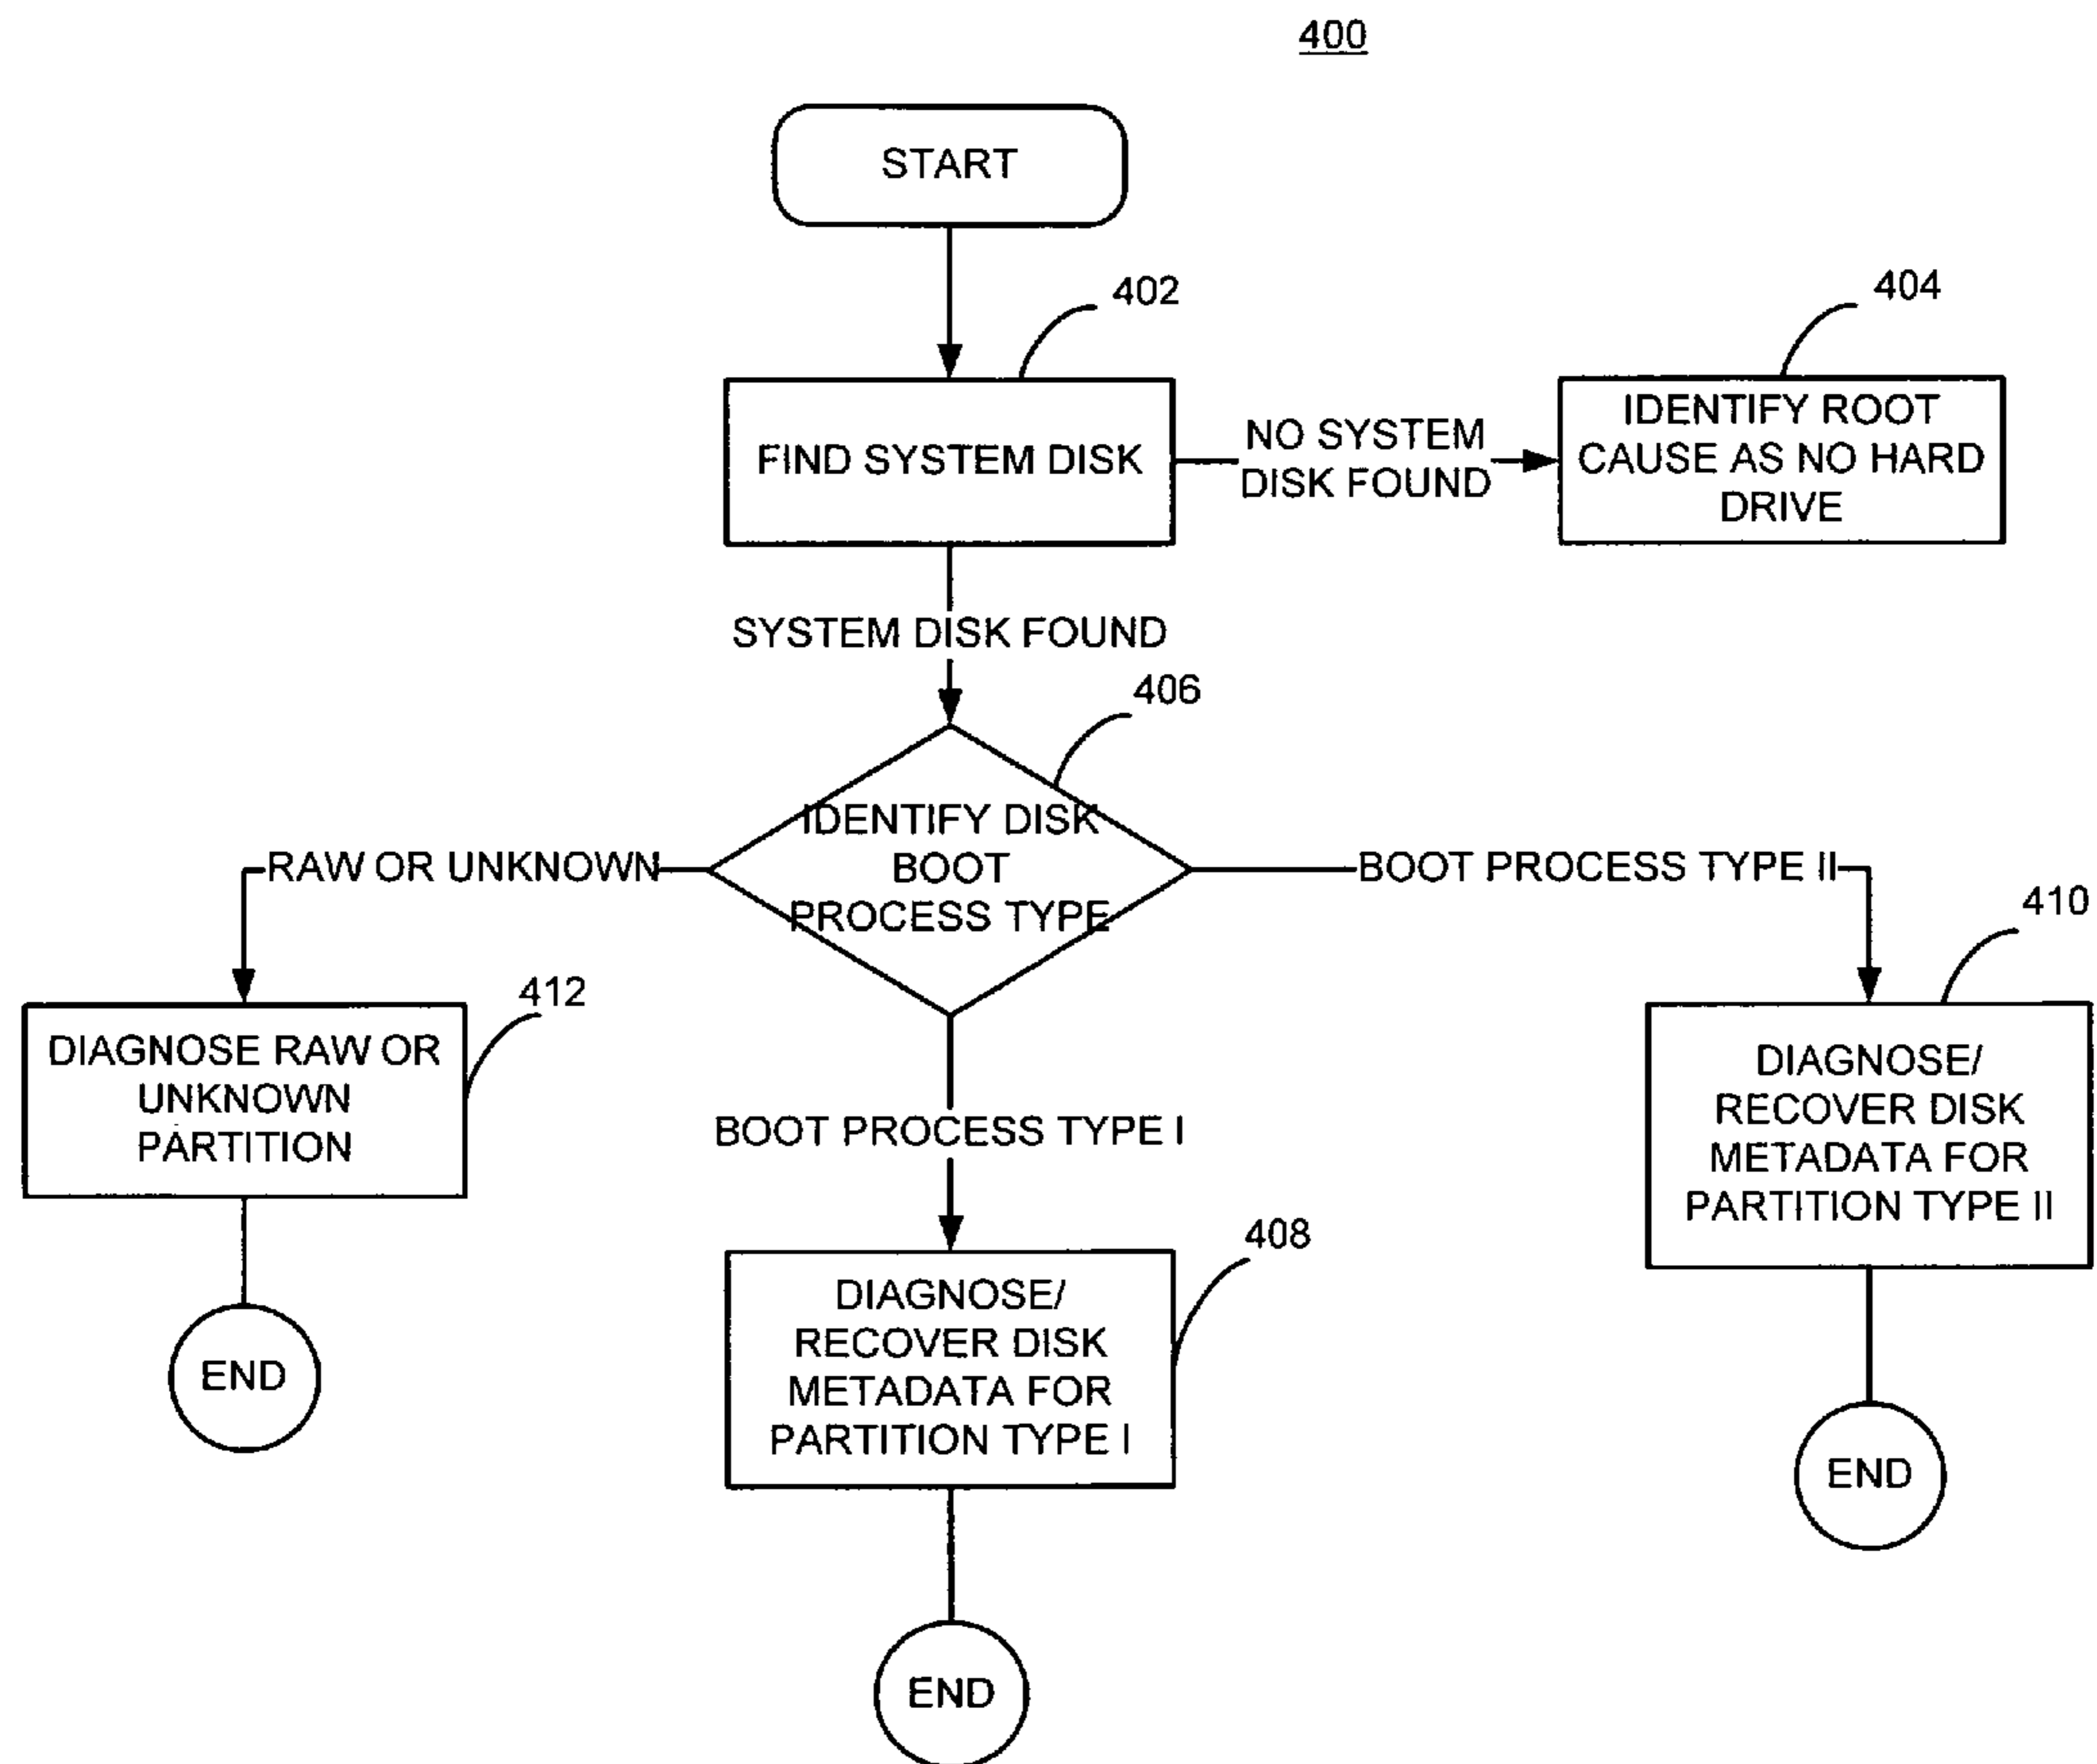 400
START
402
404
FIND SYSTEM DISK
NO SYSTEM
DISK FOUND
IDENTIFY ROOT
CAUSE AS NO HARD
DRIVE
SYSTEM DISK FOUND
406
IDENTIFY DISK
BOOT
PROCESS TYPE
RAW OR UNKNOWN
BOOT PROCESS TYPE II
410
412
DIAGNOSE RAW OR
UNKNOWN
PARTITION
DIAGNOSE/
RECOVER DISK
METADATA FOR
PARTITION TYPE II
BOOT PROCESS TYPE I
408
DIAGNOSE/
RECOVER DISK
METADATA FOR
PARTITION TYPE I
END
END
END